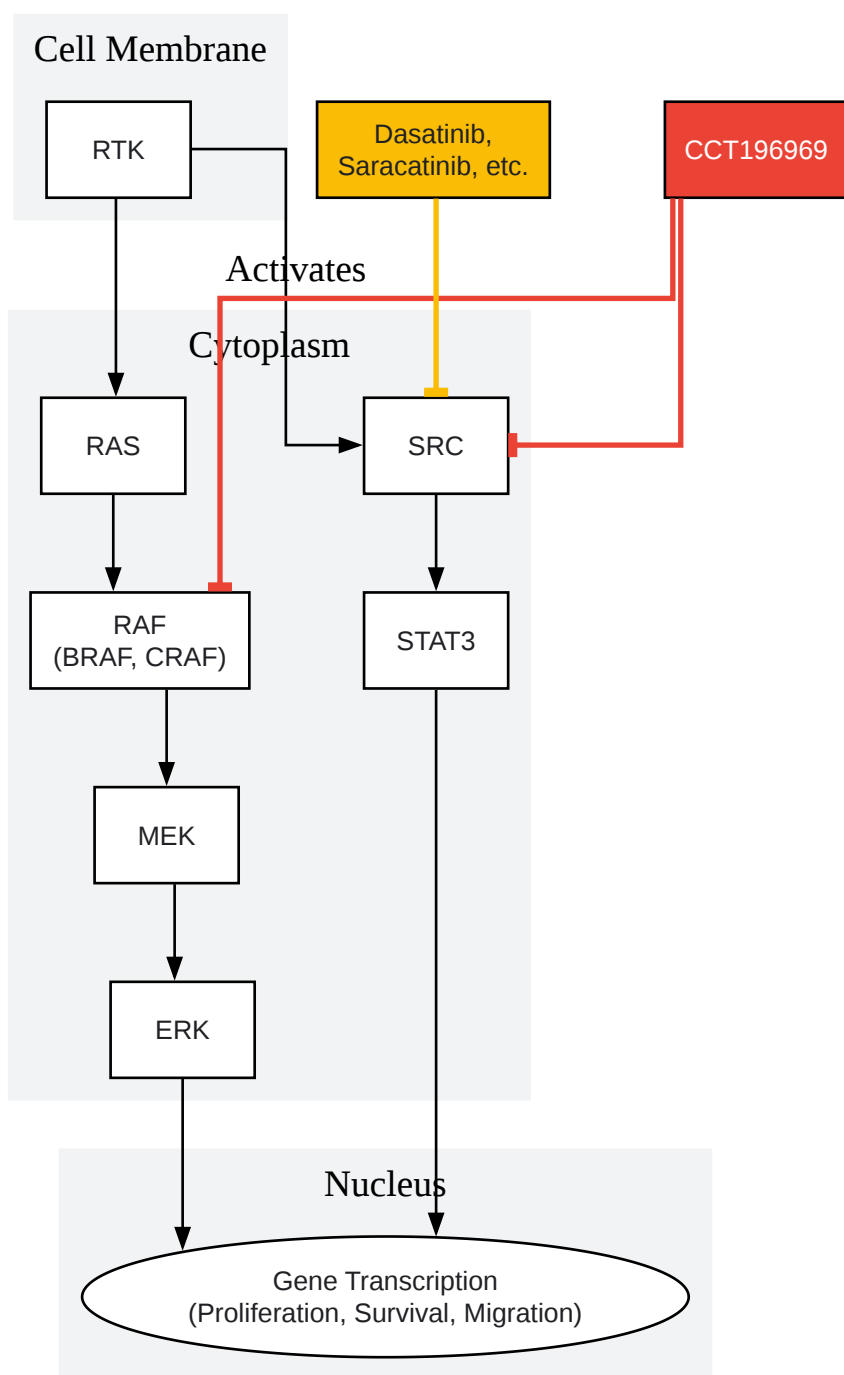 Cell Membrane
RTK
Dasatinib,
Saracatinib, etc.
CCT196969
Activates
Cytoplasm
RAS
SRC
RAF
(BRAF, CRAF)
STAT3
MEK
ERK
Nucleus
Gene Transcription
(Proliferation, Survival, Migration)